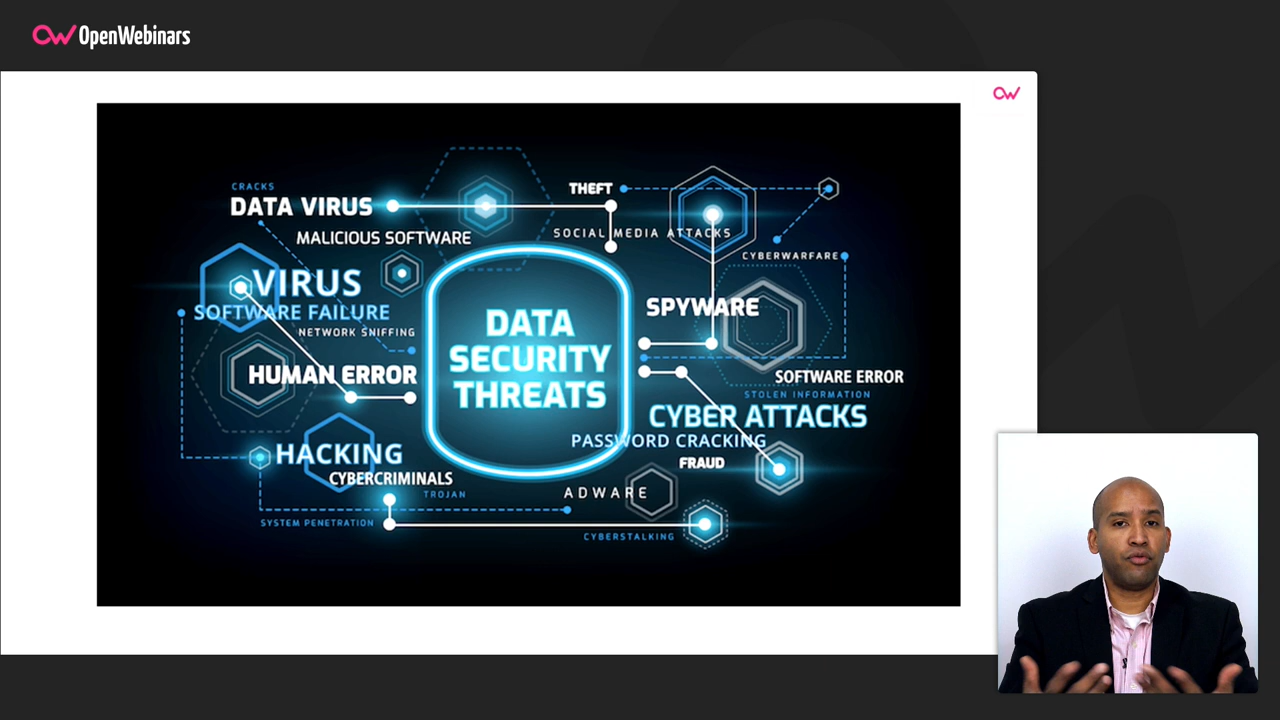 OW OpenWebinars
OW
CRACKS
DATA VIRUS
MALICIOUS SOFTWARE
VIRUS
SOFTWARE FAILURE
NETWORK SNIFFING
HUMAN ERROR
HACKING
CYBERCRIMINALS
TROJAN
SYSTEM PENETRATION
DATA
SECURITY
THREATS
THEFT
SOCIAL MEDIA ATTACKS
CYBERWARFARE
SPYWARE
SOFTWARE ERROR
STOLEN INFORMATION
CYBER ATTACKS
PASSWORD CRACKING
FRAUD
ADWARE
CYBERSTALKING